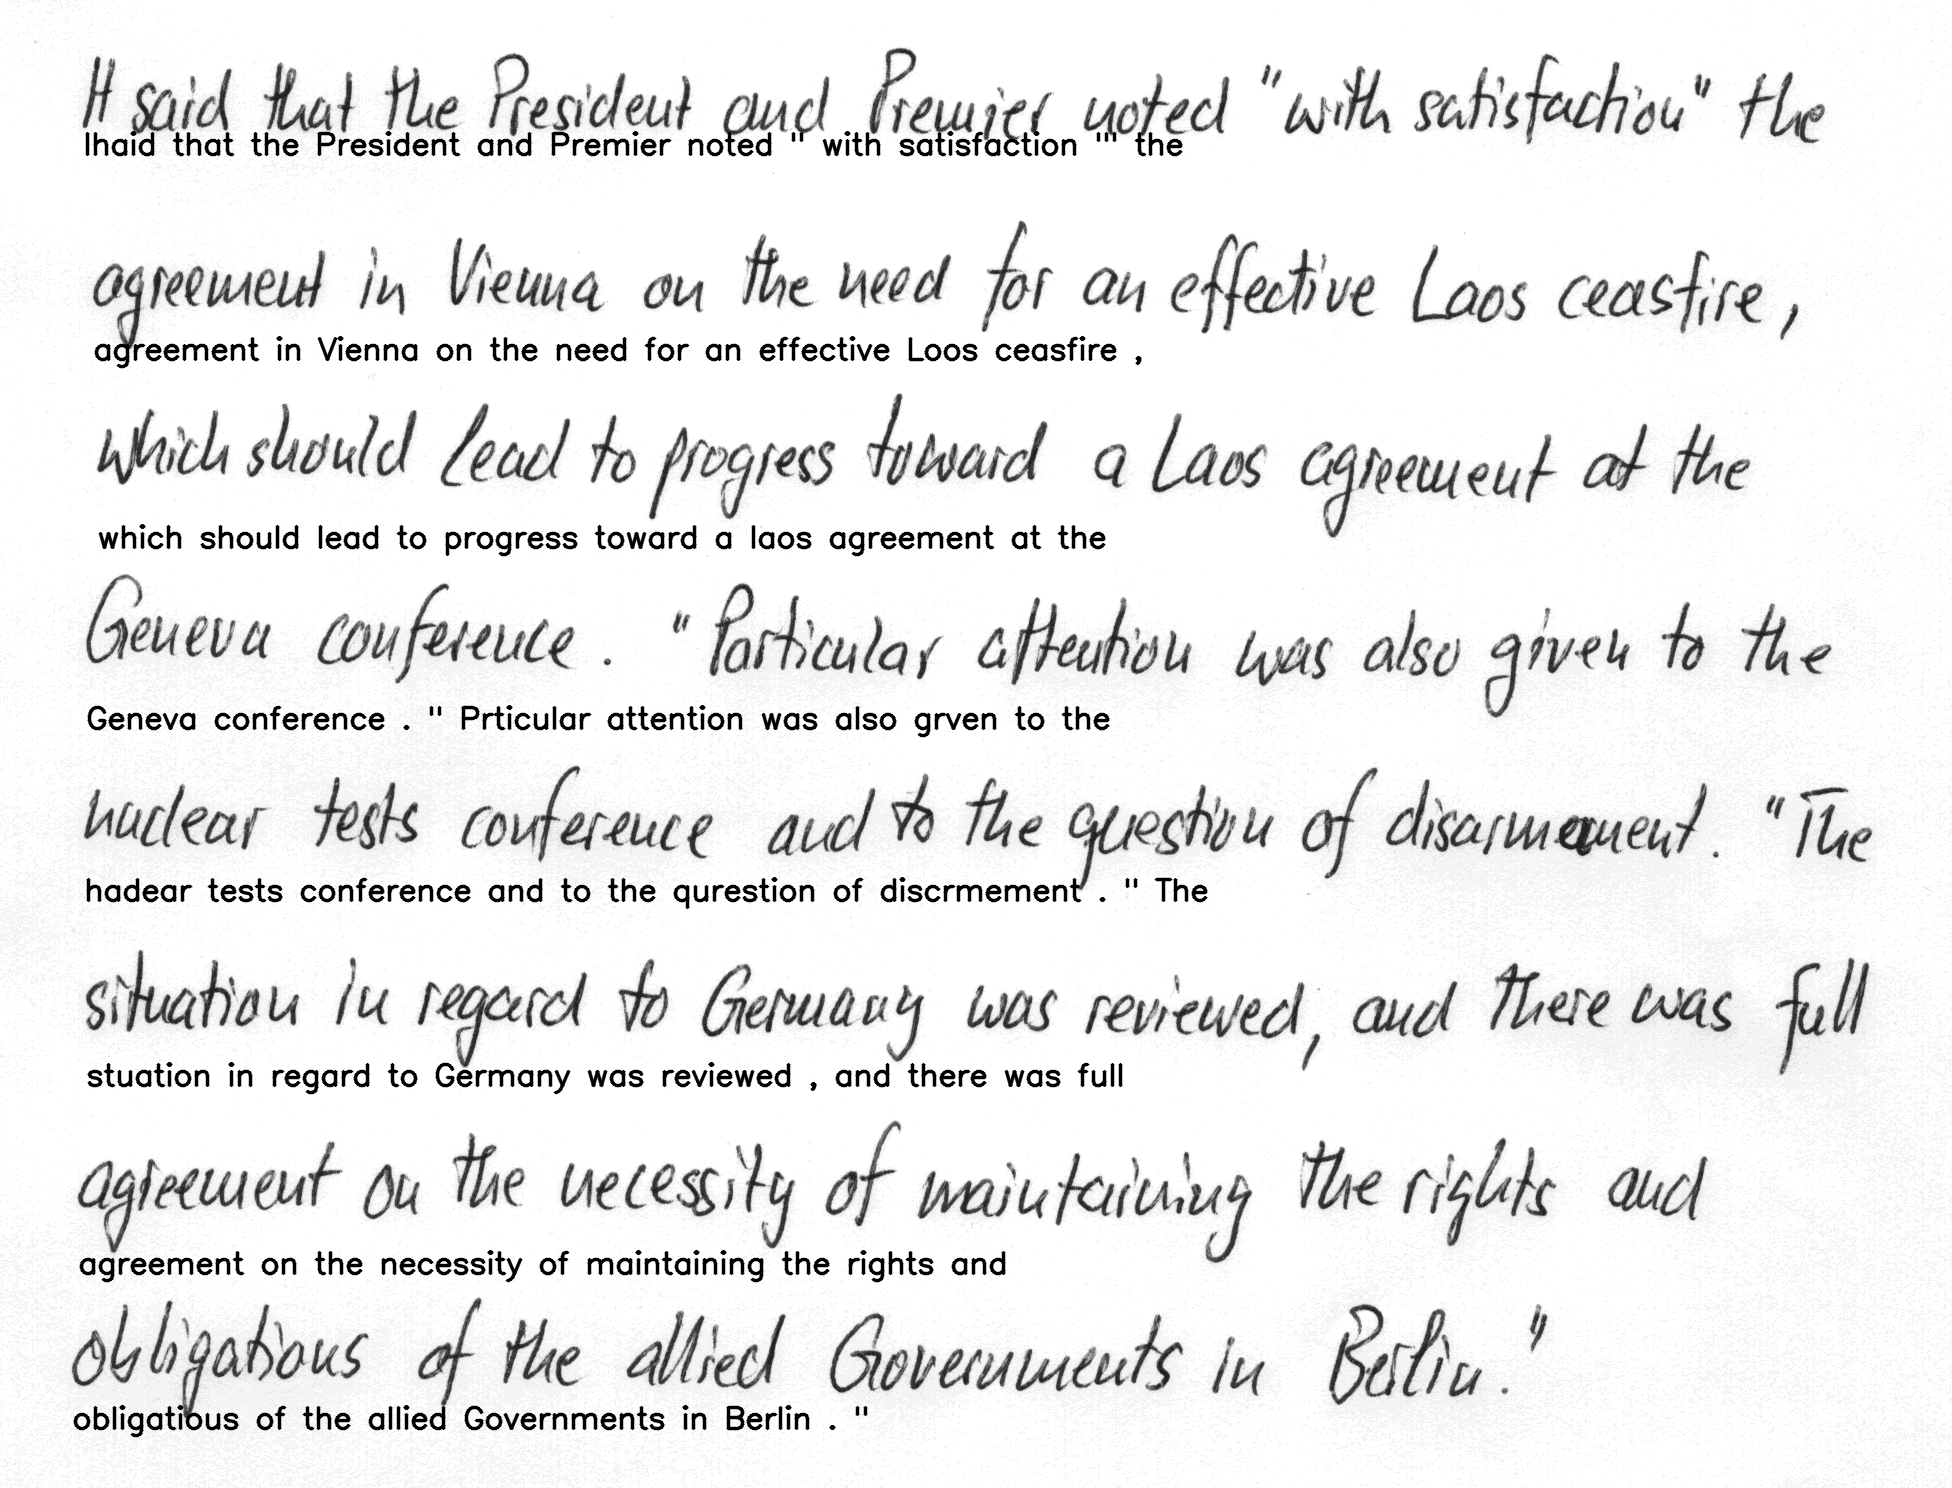 It said that the President and Premier noted "with satisfaction" the
lhaid that the President and Premier noted " with satisfaction "" the
agreement in Vienna on the need for an effective Laos ceasfire,
agreement in Vienna on the need for an effective Loos ceasfire ,
which should lead to progress toward a Laos agreement at the
which should lead to progress toward a laos agreement at the
Geneva conference. "Particular attention was also given to the
Geneva conference . " Prticular attention was also grven to the
nuclear tests conference and to the question of disarmement. "The
hadear tests conference and to the qurestion of discrmement . " The
situation in regard to Germany was reviewed, and there was full
stuation in regard to Germany was reviewed , and there was full
agreement on the necessity of maintaining the rights and
agreement on the necessity of maintaining the rights and
obligations of the allied Governments in Berlin."
obligatious of the allied Governments in Berlin . "